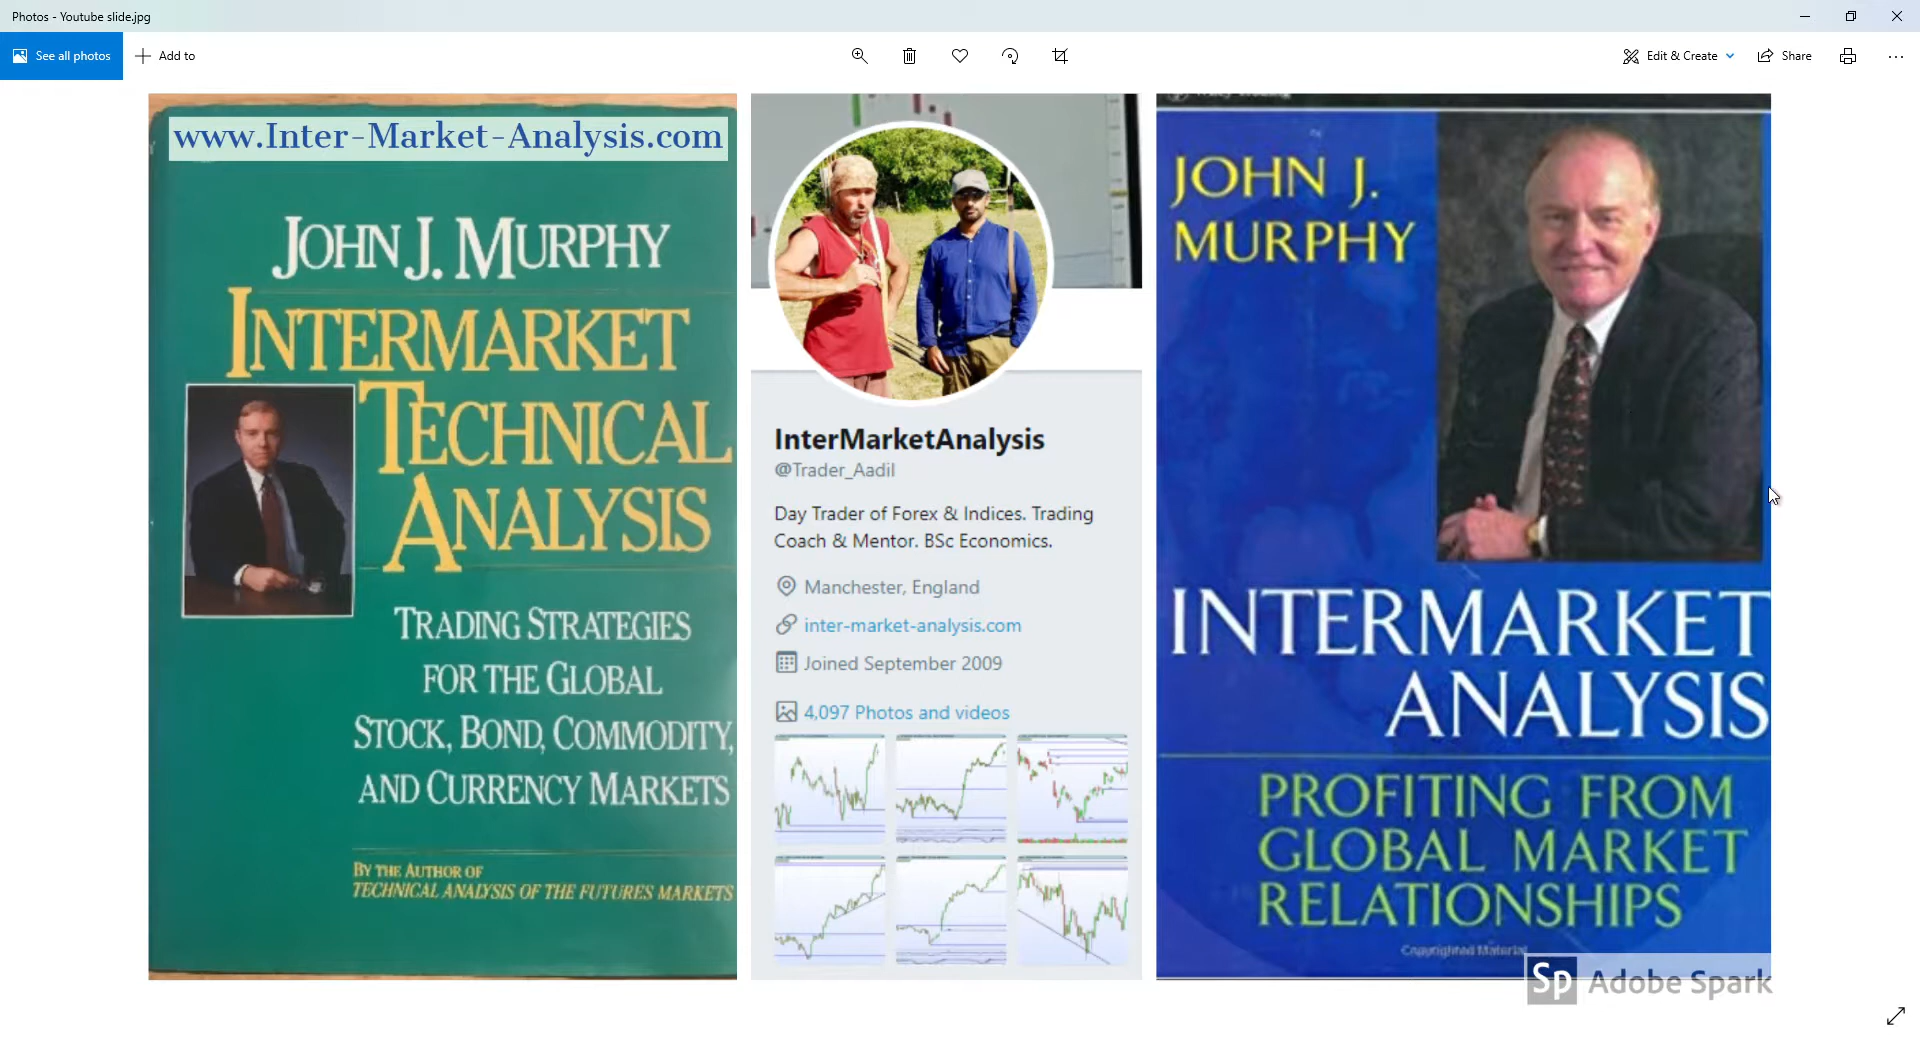 Photos - Youtube slide.jpg
See all photos
Add to
Edit & Create
Share
www.Inter-Market-Analysis.com
JOHN J. MURPHY
INTERMARKET
TECHNICAL
ANALYSIS
TRADING STRATEGIES
FOR THE GLOBAL
STOCK, BOND, COMMODITY,
AND CURRENCY MARKETS
BY THE AUTHOR OF
TECHNICAL ANALYSIS OF THE FUTURES MARKETS
InterMarketAnalysis
@Trader_Aadil
Day Trader of Forex & Indices. Trading
Coach & Mentor. BSc Economics.
Manchester, England
inter-market-analysis.com
Joined September 2009
4,097 Photos and videos
JOHN J.
MURPHY
INTERMARKET
ANALYSIS
PROFITING FROM
GLOBAL MARKET
RELATIONSHIPS
Copyrighted Material
Sp Adobe Spark